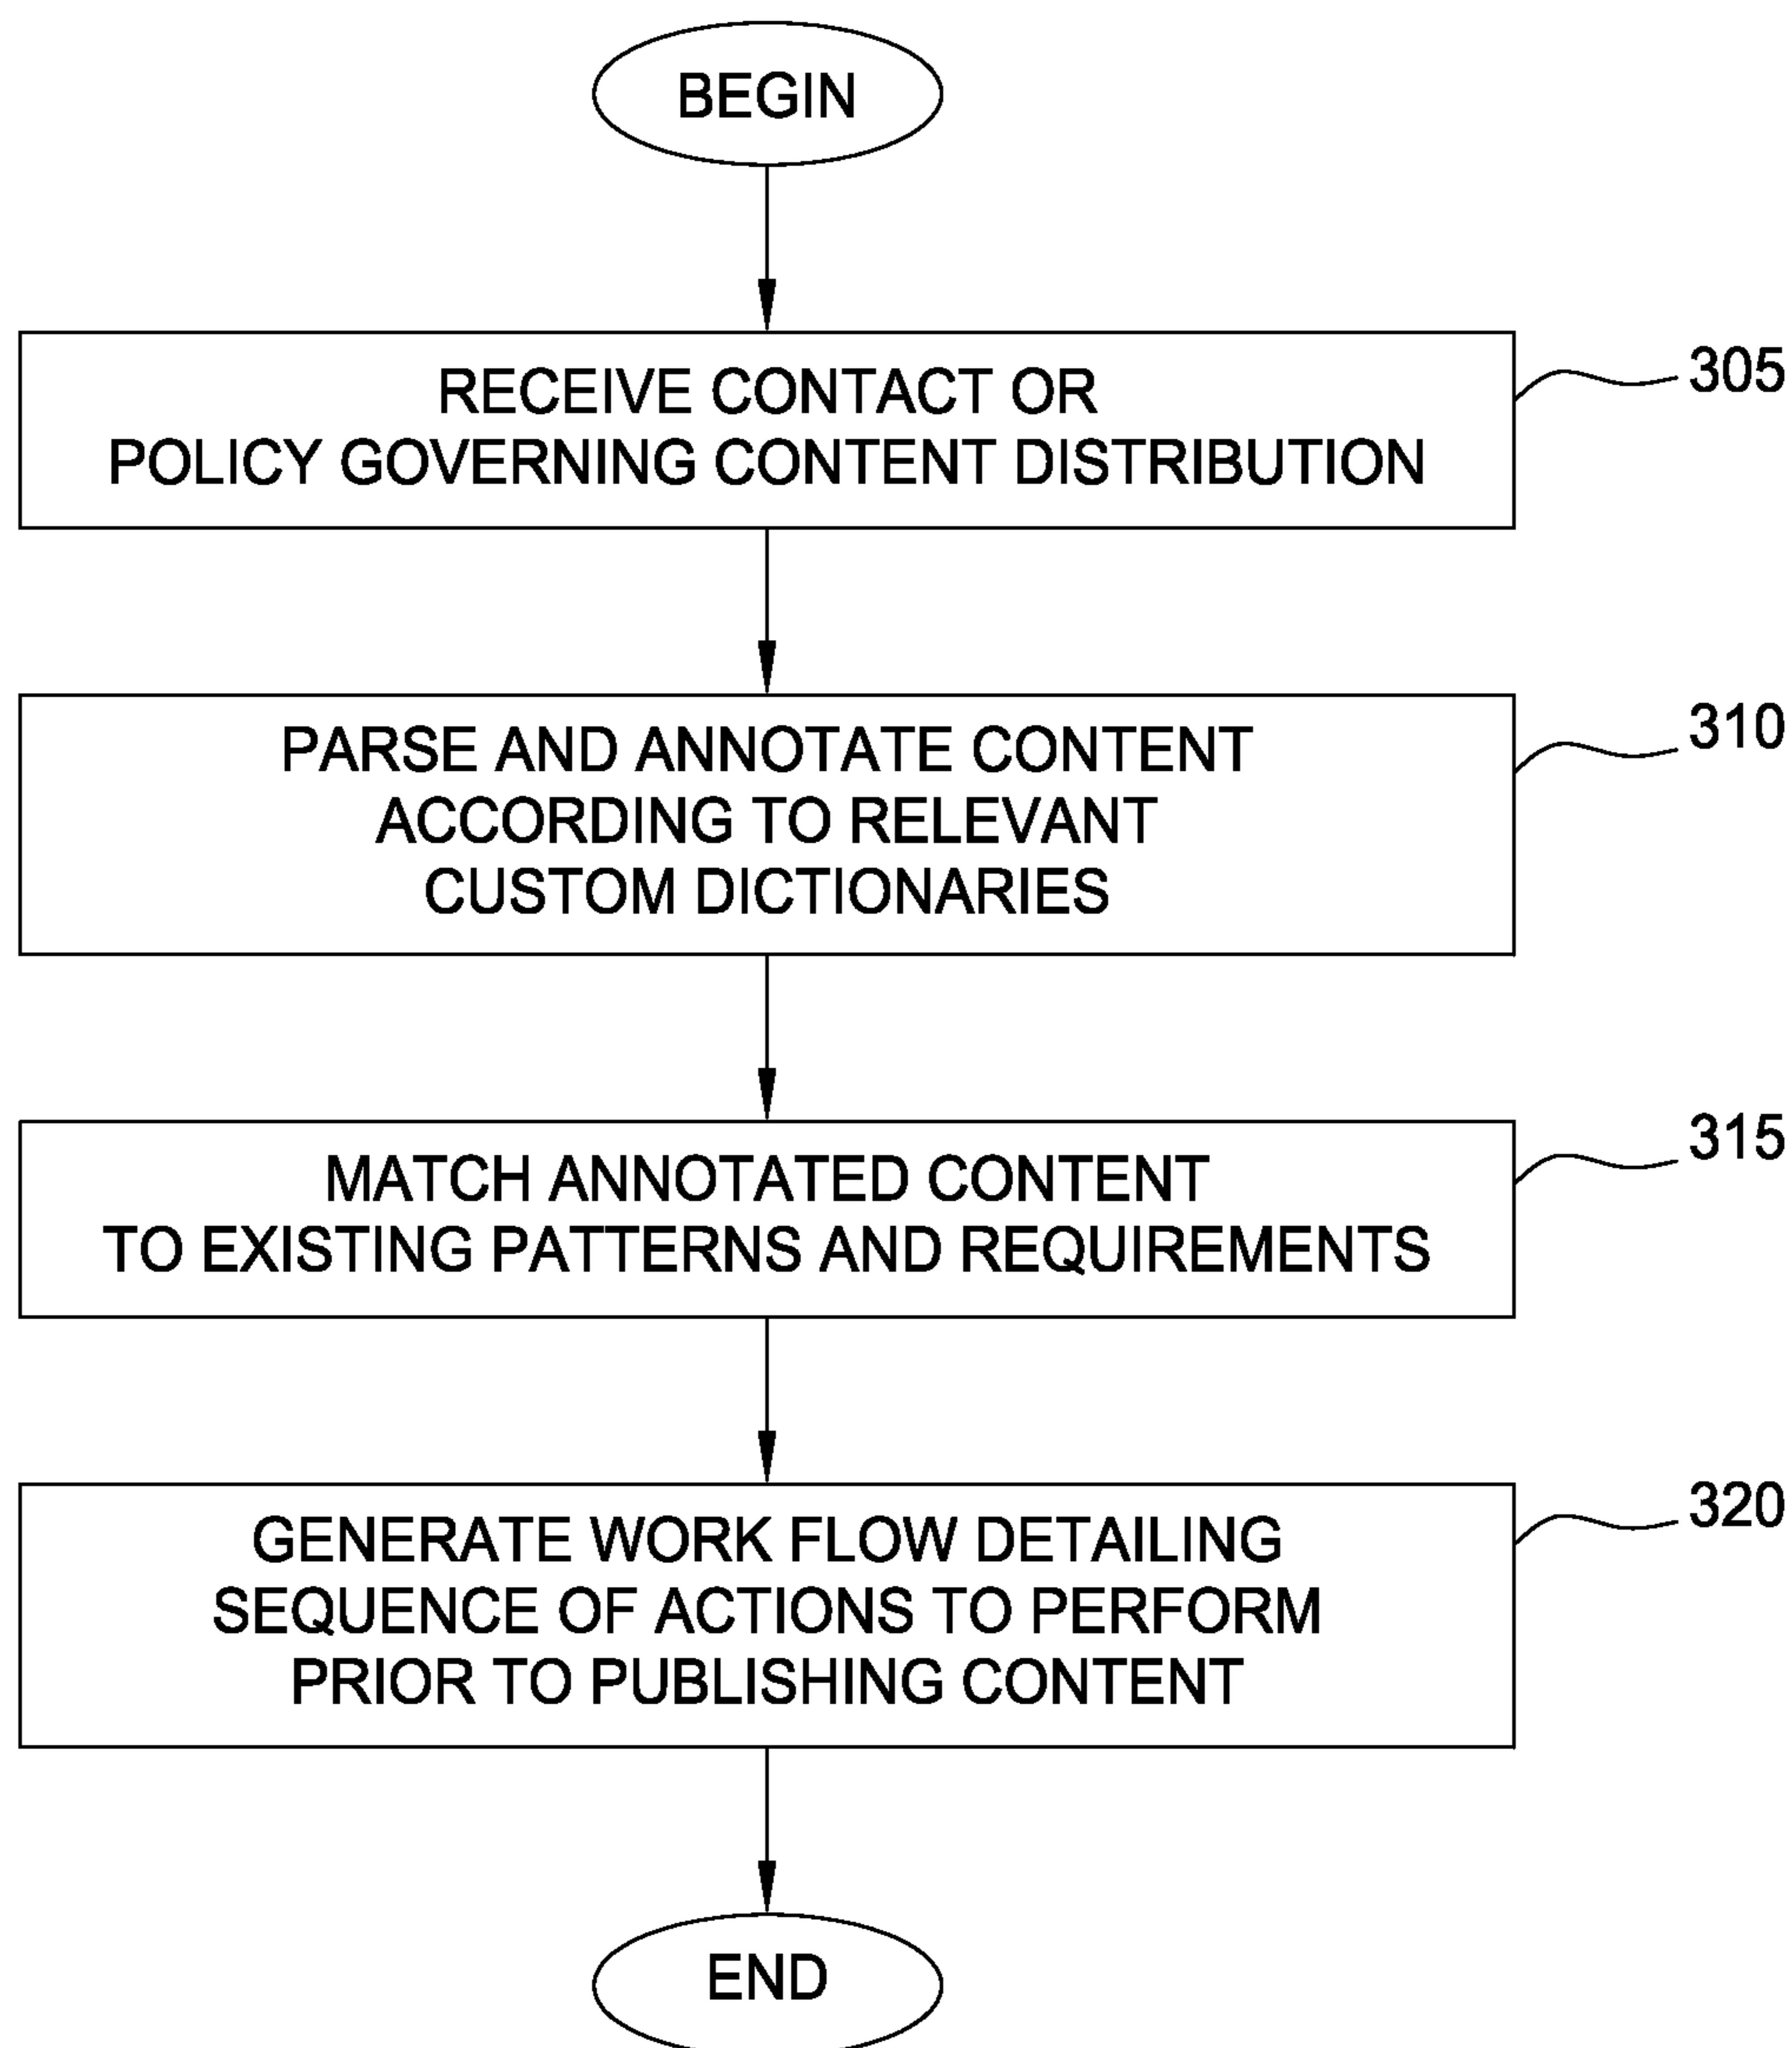 BEGIN
RECEIVE CONTACT OR
POLICY GOVERNING CONTENT DISTRIBUTION
305
PARSE AND ANNOTATE CONTENT
ACCORDING TO RELEVANT
CUSTOM DICTIONARIES
310
MATCH ANNOTATED CONTENT
TO EXISTING PATTERNS AND REQUIREMENTS
315
GENERATE WORK FLOW DETAILING
SEQUENCE OF ACTIONS TO PERFORM
PRIOR TO PUBLISHING CONTENT
320
END